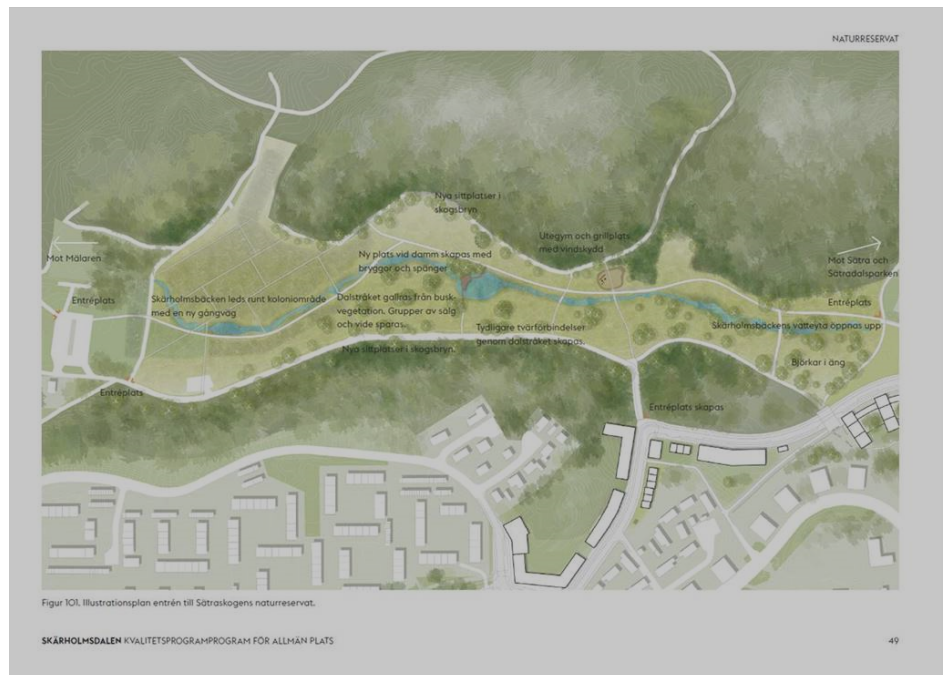 NATURRESERVAT
Nya sittplatser i
skogsbryn.
Utegym och grillplats
med vindskydd
Mot Mälaren
Ny plats vid damm skapas med
bryggor och spänger
Mot Sätra och
Sätradalsparken
Entréplats
Skärholmsbäcken leds runt koloniområde
med en ny gångväg
Dalstråket gallras från busk-
vegetation. Grupper av sälg
och vide sparas.
Entréplats
Tydligare tvärförbindelser
genom dalstråket skapas.
Skärholmsbäckens vattenyta öppnas upp
Nya sittplatser i skogsbryn.
Björkar i äng
Entréplats
Entréplats skapas
Figur 101. Illustrationsplan entrén till Sätraskogens naturreservat.
SKÄRHOLMSDALEN KVALITETSPROGRAMPROGRAM FÖR ALLMÄN PLATS
49